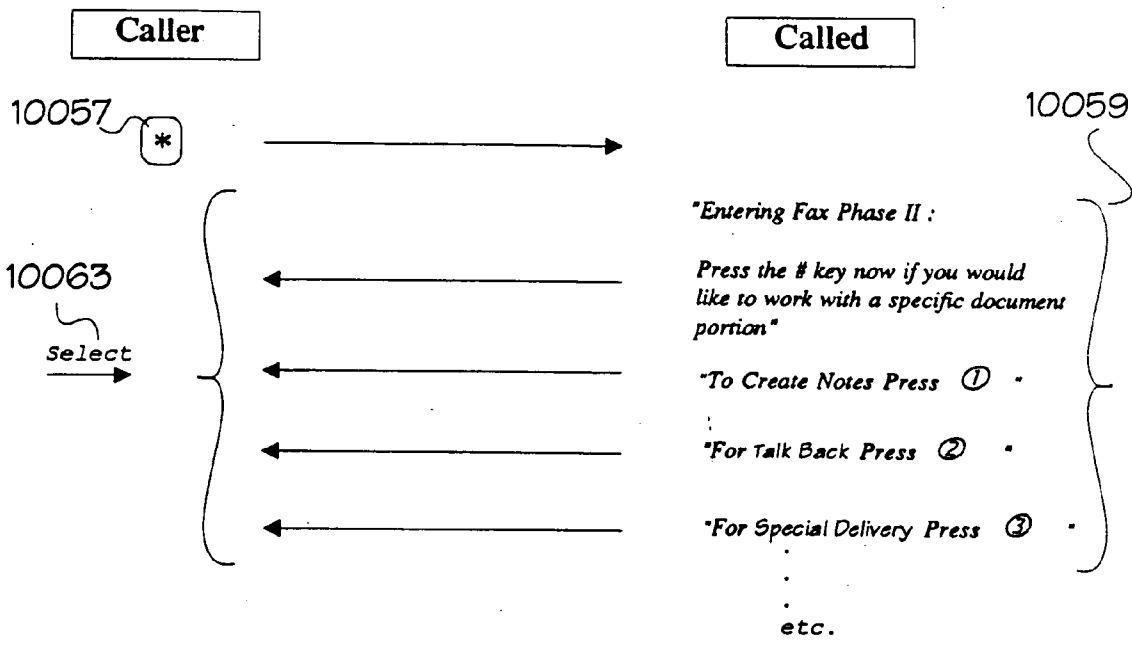 Caller
Called
10057
*
10059
"Entering Fax Phase II :
Press the # key now if you would
like to work with a specific document
portion"
10063
Select
"To Create Notes Press ① "
"For Talk Back Press ② "
"For Special Delivery Press ③ "
.
.
.
etc.